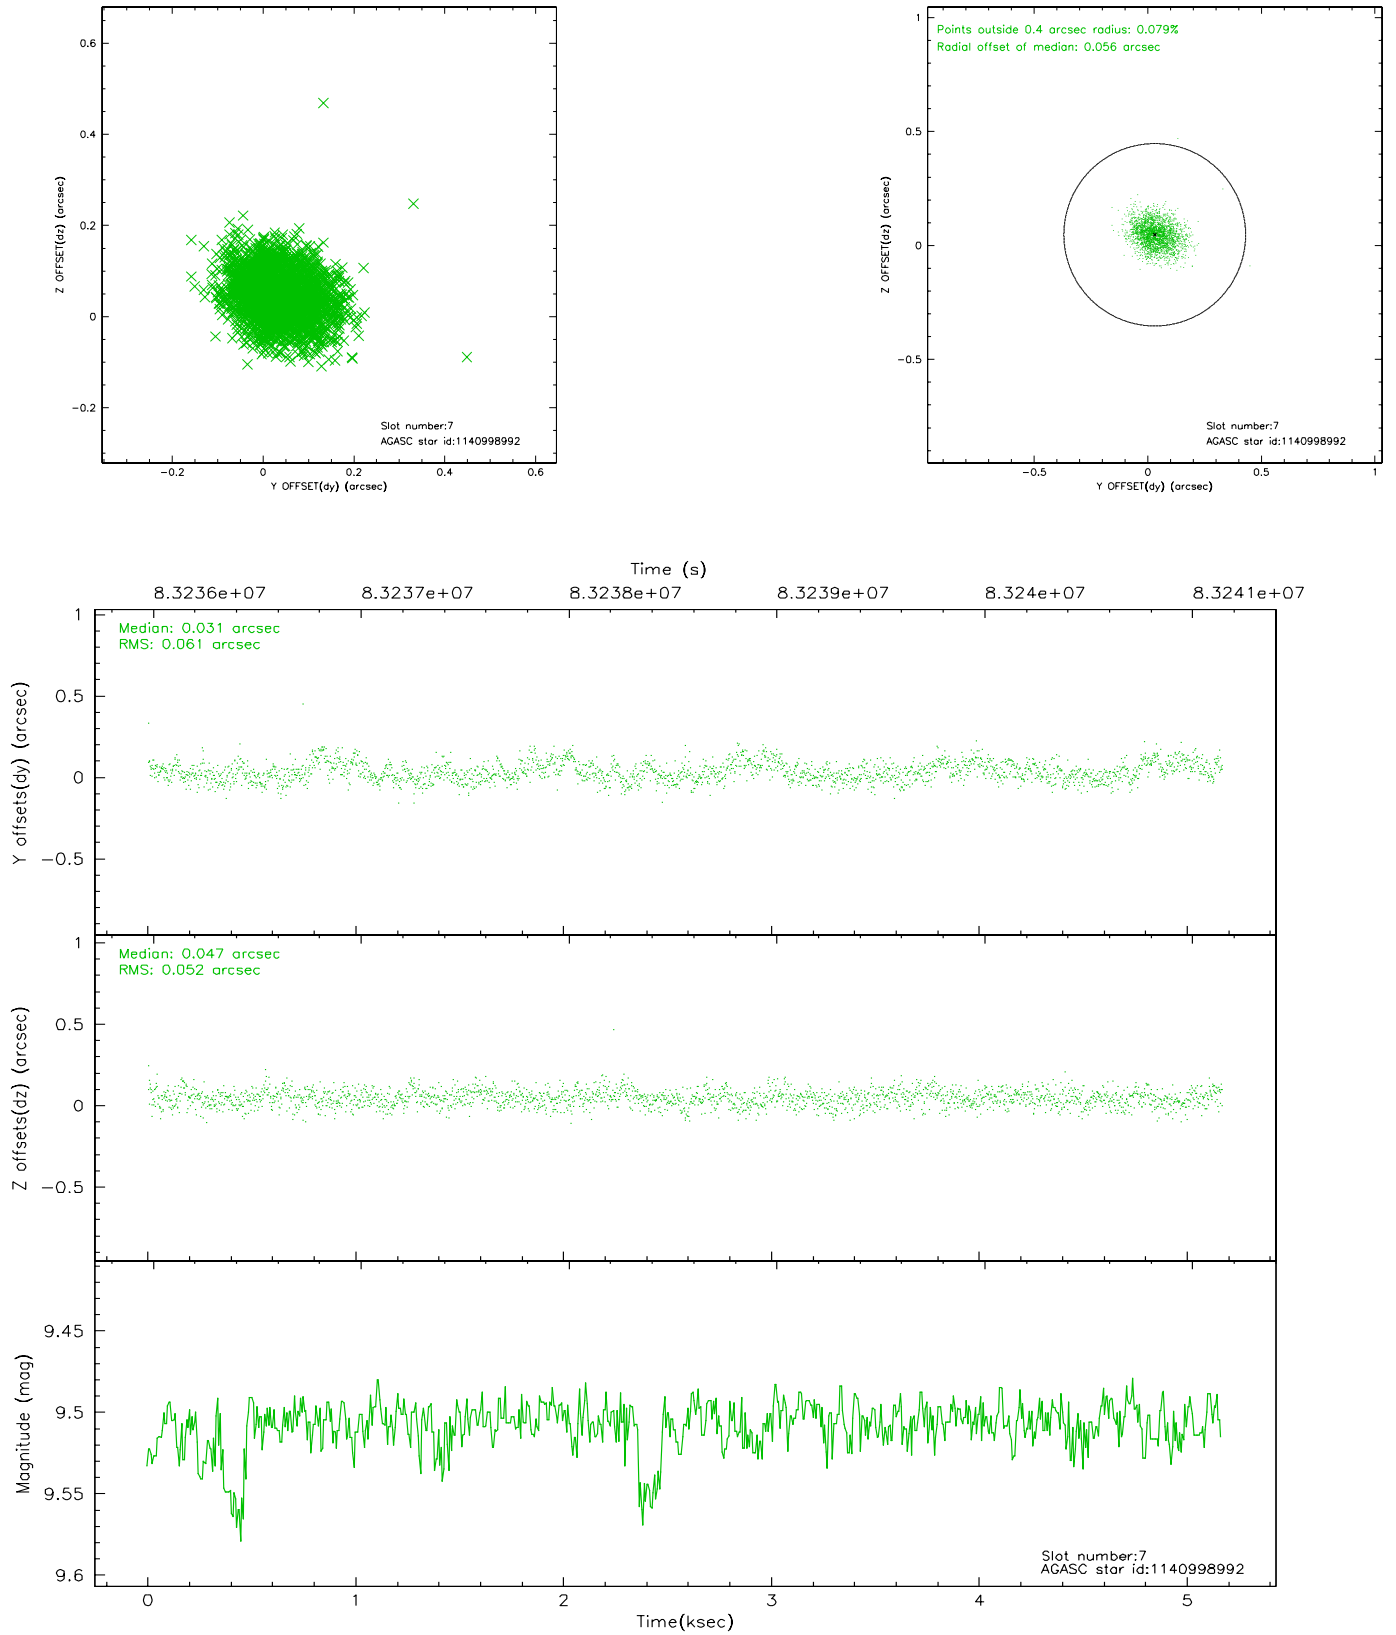 0.6
0.4
0.2
0
−0.2
Z OFFSET(dz) (arcsec)
Slot number:7
AGASC star id:1140998992
−0.2 0 0.2 0.4 0.6
Y OFFSET(dy) (arcsec)
1
0.5
0
−0.5
Z OFFSET(dz) (arcsec)
Points outside 0.4 arcsec radius: 0.079%
Radial offset of median: 0.056 arcsec
Slot number:7
AGASC star id:1140998992
−0.5 0 0.5 1
Y OFFSET(dy) (arcsec)
Time (s)
8.3236e+07 8.3237e+07 8.3238e+07 8.3239e+07 8.324e+07 8.3241e+07
1
0.5
0
−0.5
Y offsets(dy) (arcsec)
Median: 0.031 arcsec
RMS: 0.061 arcsec
1
0.5
0
−0.5
Z offsets(dz) (arcsec)
Median: 0.047 arcsec
RMS: 0.052 arcsec
9.45
9.5
9.55
9.6
Magnitude (mag)
Slot number:7
AGASC star id:1140998992
0 1 2 3 4 5
Time(ksec)